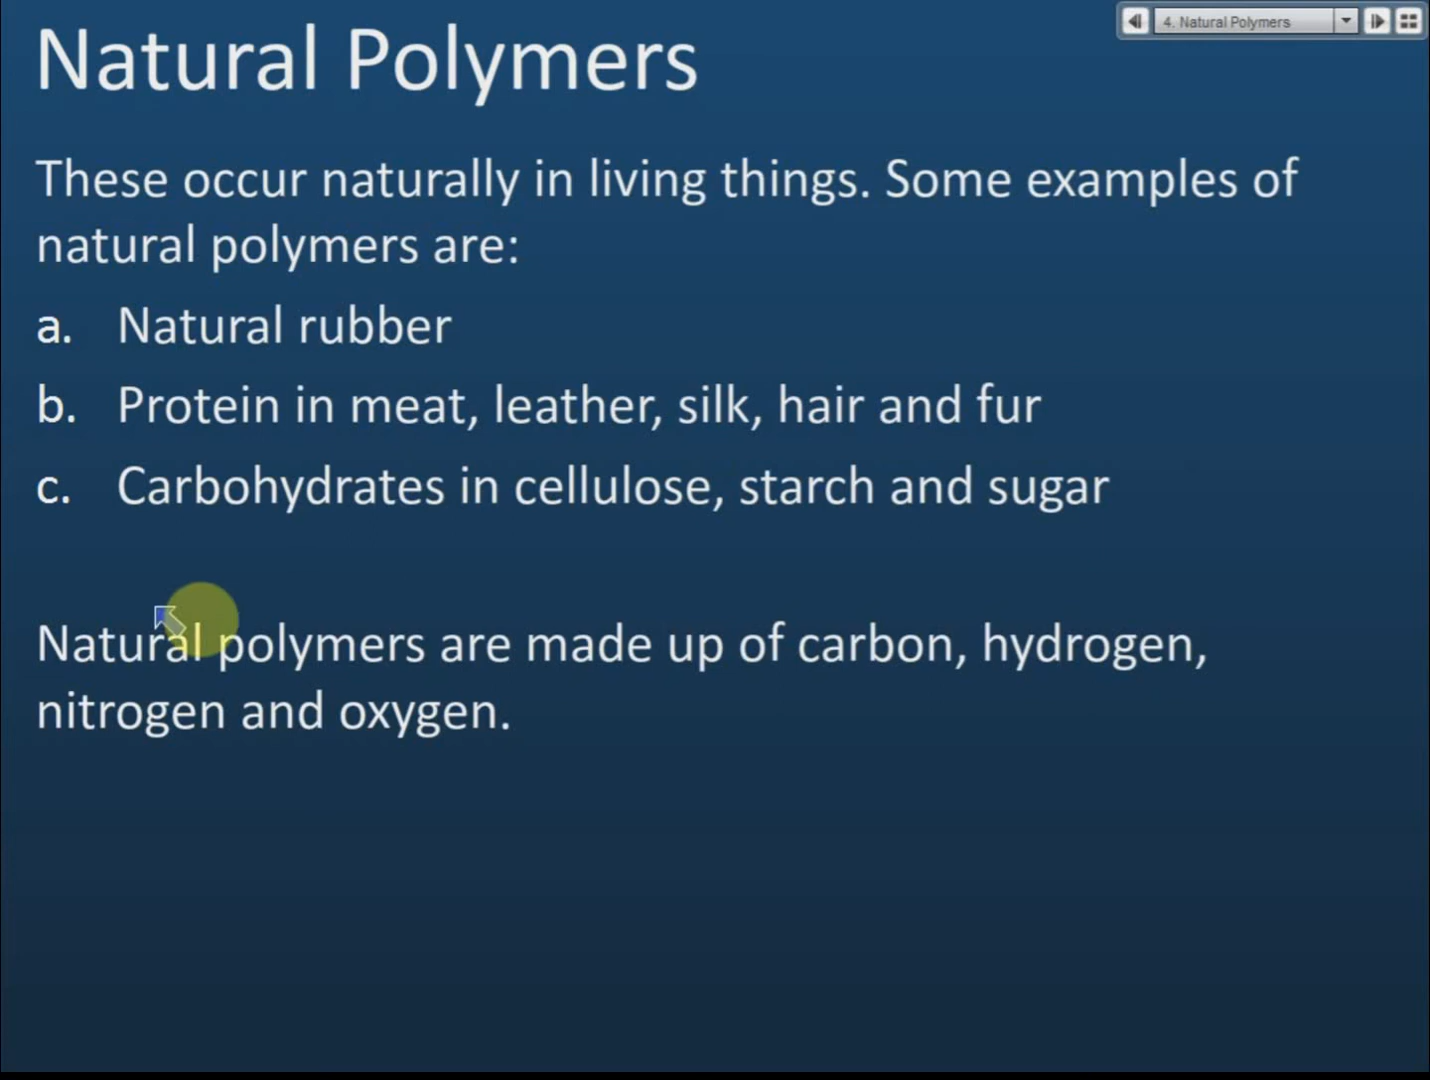 4. Natural Polymers
Natural Polymers
These occur naturally in living things. Some examples of
natural polymers are:
a. Natural rubber
b. Protein in meat, leather, silk, hair and fur
c. Carbohydrates in cellulose, starch and sugar
Natural polymers are made up of carbon, hydrogen,
nitrogen and oxygen.